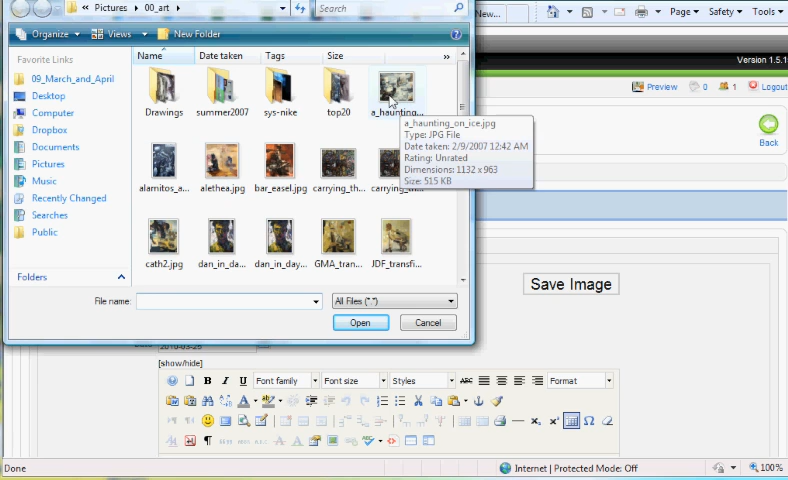 « Pictures ▸ 00_art ▸
Search
New...
Page
Safety
Tools
Organize
Views
New Folder
Version 1.5.1
Favorite Links
Name
Date taken
Tags
Size
»
09_March_and_April
Desktop
Computer
Dropbox
Documents
Pictures
Music
Recently Changed
Searches
Public
Folders
Drawings
summer2007
sys-nike
top20
a_haunting...
Preview
0
1
Logout
a_haunting_on_ice.jpg
Type: JPG File
Date taken: 2/9/2007 12:42 AM
Rating: Unrated
Dimensions: 1132 x 963
Size: 515 KB
Back
alamitos_a...
alethea.jpg
bar_easel.jpg
carrying_th...
carrying_th...
cath2.jpg
dan_in_da...
dan_in_day...
GMA_tran...
JDF_transfi...
File name:
All Files (*.*)
Open
Cancel
Save Image
2010-03-25
[show/hide]
B I U
Font family
Font size
Styles
ABC
Format
Done
Internet | Protected Mode: Off
100%